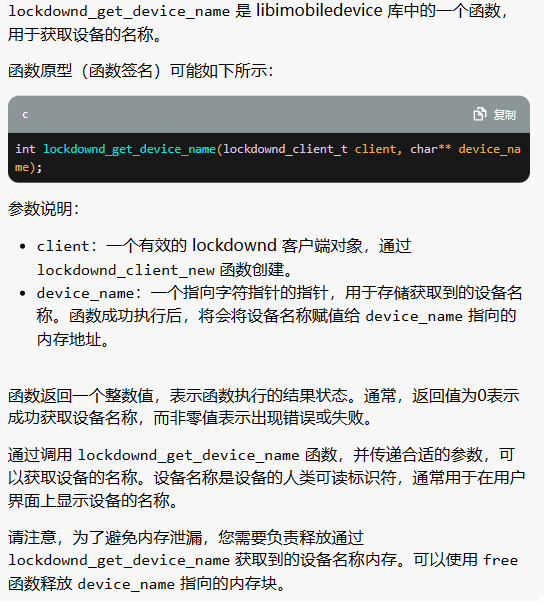 lockdownd_get_device_name 是 libimobiledevice 库中的一个函数，
用于获取设备的名称。
函数原型（函数签名）可能如下所示：
c 复制
int lockdownd_get_device_name(lockdownd_client_t client, char** device_na
me);
参数说明：
• client：一个有效的 lockdownd 客户端对象，通过
lockdownd_client_new 函数创建。
• device_name：一个指向字符指针的指针，用于存储获取到的设备名
称。函数成功执行后，将会将设备名称赋值给 device_name 指向的
内存地址。
函数返回一个整数值，表示函数执行的结果状态。通常，返回值为0表示
成功获取设备名称，而非零值表示出现错误或失败。
通过调用 lockdownd_get_device_name 函数，并传递合适的参数，可
以获取设备的名称。设备名称是设备的人类可读标识符，通常用于在用户
界面上显示设备的名称。
请注意，为了避免内存泄漏，您需要负责释放通过
lockdownd_get_device_name 获取到的设备名称内存。可以使用 free
函数释放 device_name 指向的内存块。